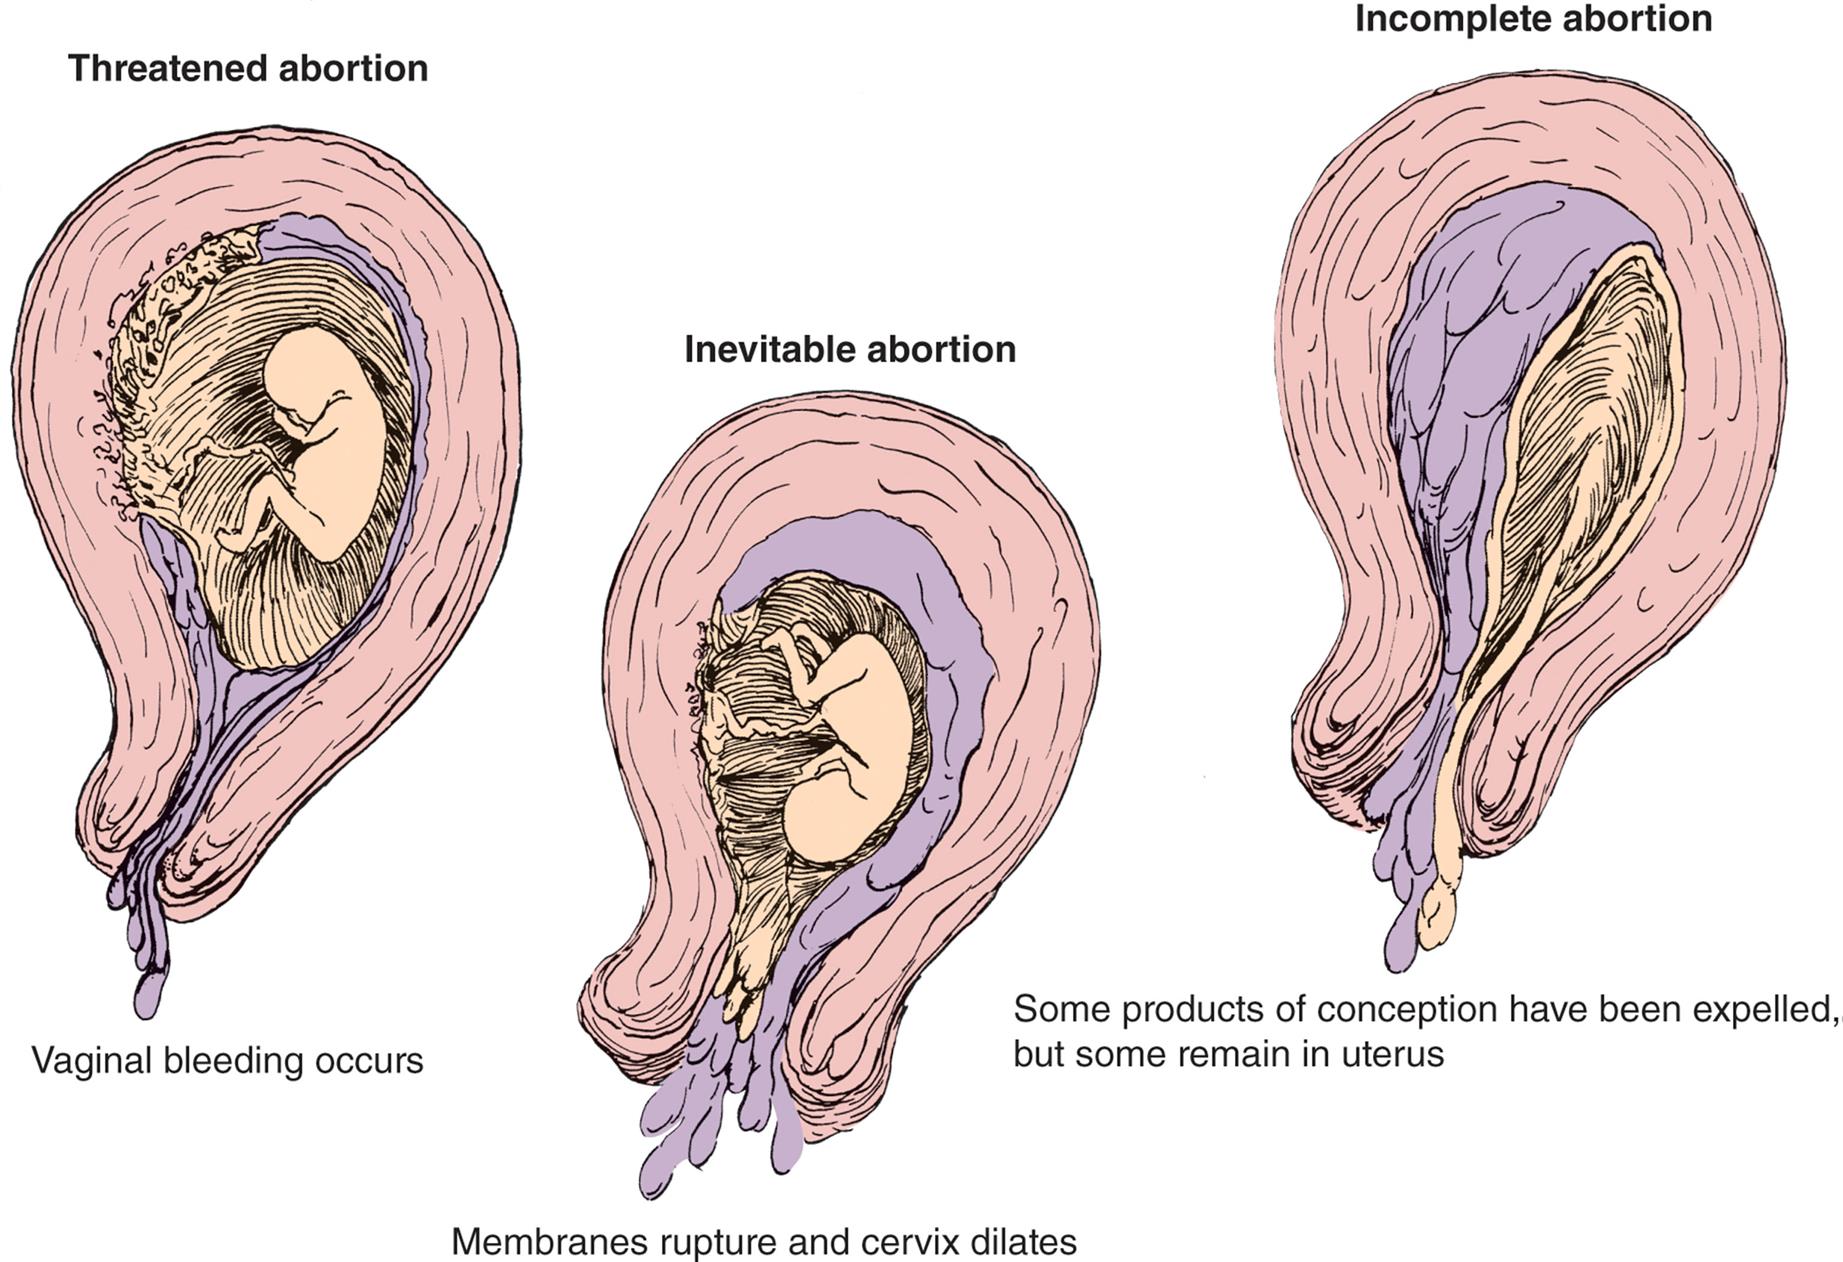 Threatened abortion
Vaginal bleeding occurs
Inevitable abortion
Membranes rupture and cervix dilates
Incomplete abortion
Some products of conception have been expelled,
but some remain in uterus